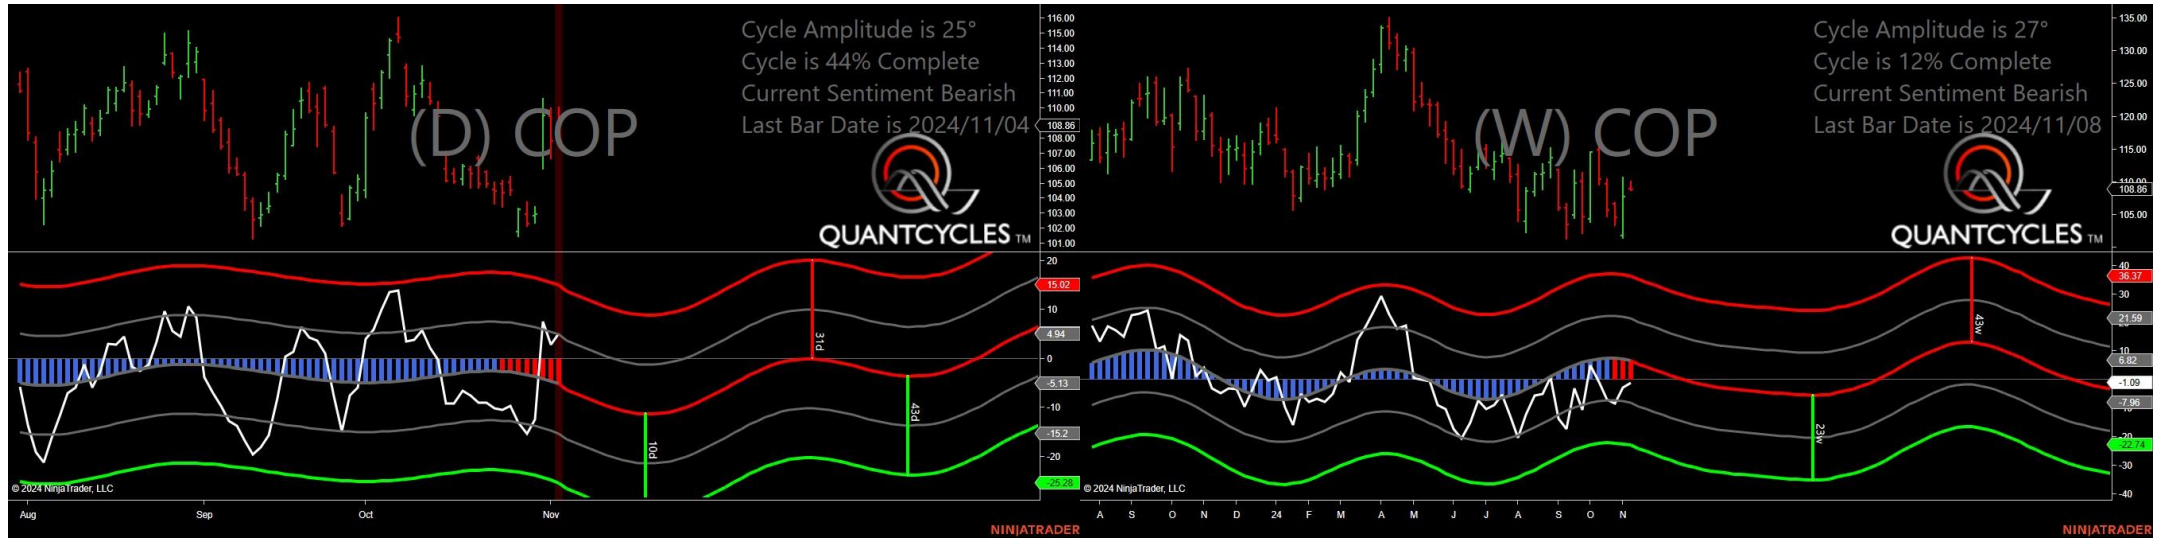 Cycle Amplitude is 25°
Cycle is 44% Complete
Current Sentiment Bearish
Last Bar Date is 2024/11/04
(D) COP
QUANTCYCLES TM
116.00
115.00
114.00
113.00
112.00
111.00
110.00
108.86
108.00
107.00
106.00
105.00
104.00
103.00
102.00
101.00
20
15.02
10
4.94
0
-5.13
-10
-15.2
-20
-25.28
31d
10d
43d
© 2024 NinjaTrader, LLC
Aug Sep Oct Nov
NINJATRADER
Cycle Amplitude is 27°
Cycle is 12% Complete
Current Sentiment Bearish
Last Bar Date is 2024/11/08
(W) COP
QUANTCYCLES TM
135.00
130.00
125.00
120.00
115.00
110.00
108.86
105.00
40
36.37
30
21.59
10
6.82
-1.09
-7.96
-20
-22.74
-30
-40
43w
23w
© 2024 NinjaTrader, LLC
A S O N D 24 F M A M J J A S O N
NINJATRADER